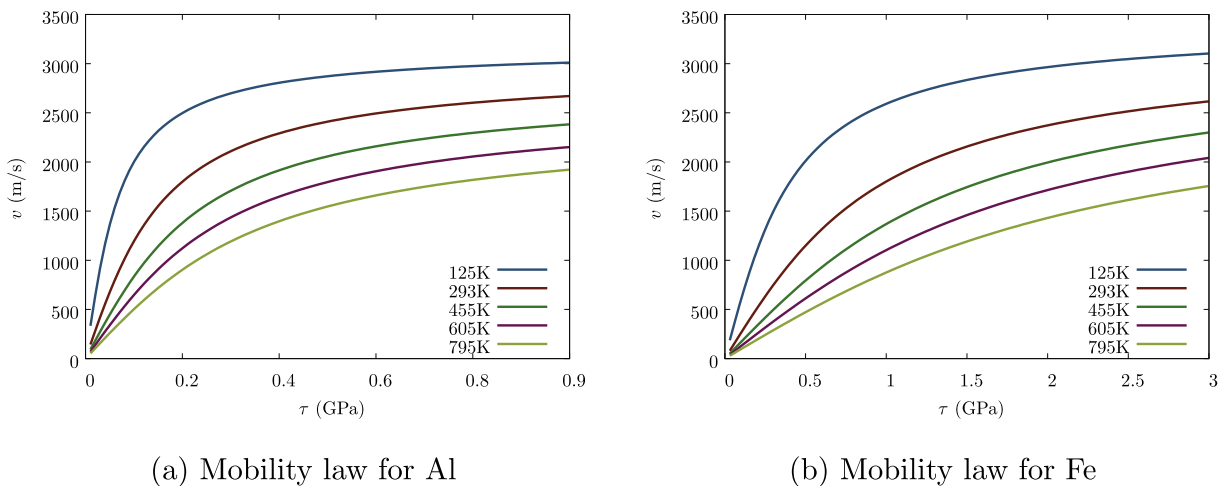 3500
3000
2500
2000
1500
1000
500
0
v (m/s)
125K
293K
455K
605K
795K
0 0.2 0.4 0.6 0.8 0.9
τ (GPa)
(a) Mobility law for Al
3500
3000
2500
2000
1500
1000
500
0
v (m/s)
125K
293K
455K
605K
795K
0 0.5 1 1.5 2 2.5 3
τ (GPa)
(b) Mobility law for Fe